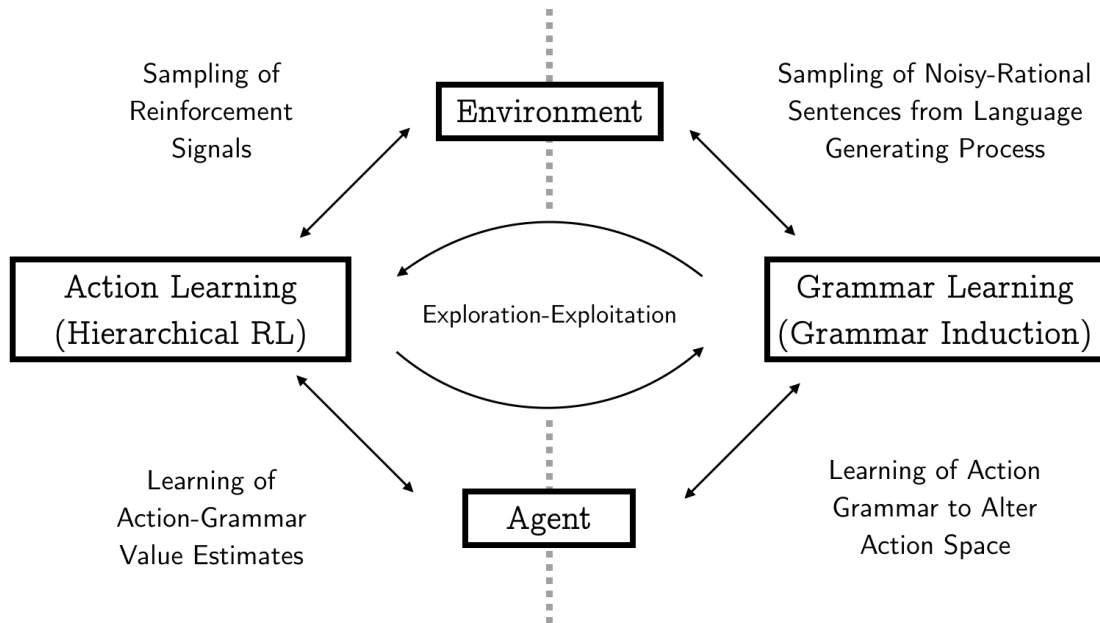 Sampling of
Reinforcement
Signals
Environment
Sampling of Noisy-Rational
Sentences from Language
Generating Process
Action Learning
(Hierarchical RL)
Exploration-Exploitation
Grammar Learning
(Grammar Induction)
Learning of
Action-Grammar
Value Estimates
Agent
Learning of Action
Grammar to Alter
Action Space